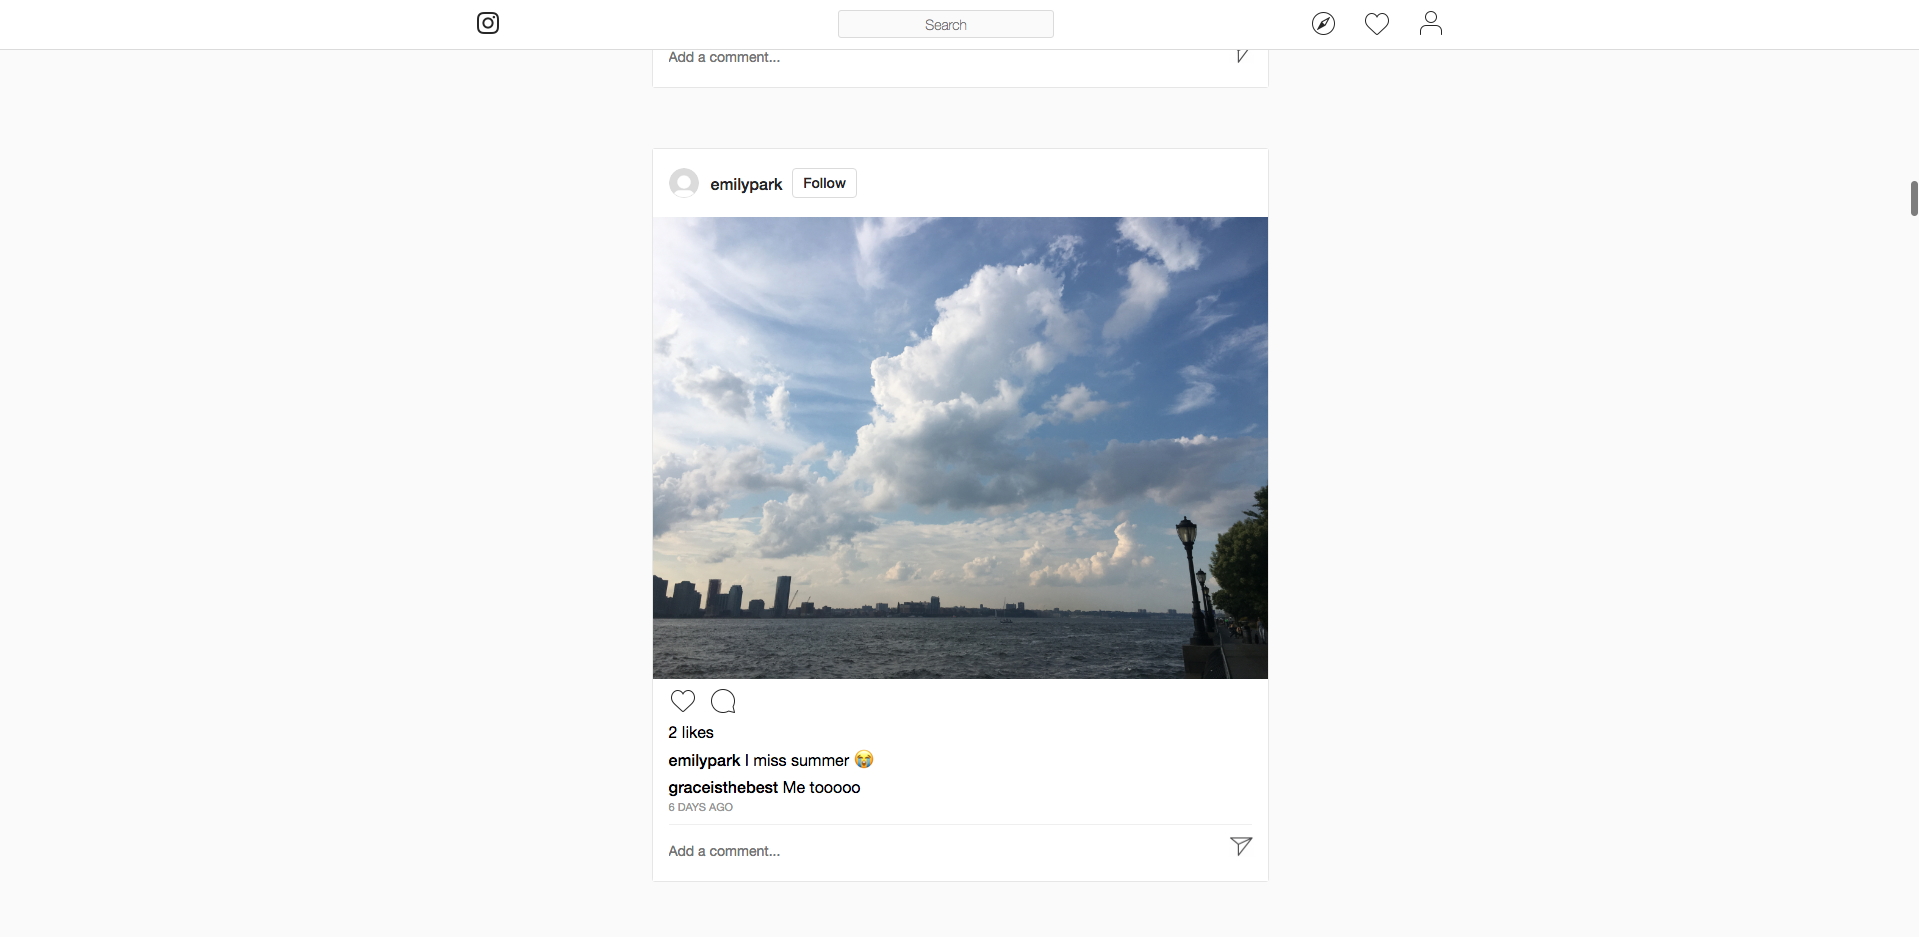 Search
Add a comment...
emilypark Follow
2 likes
emilypark I miss summer 😭
graceisthebest Me tooooo
6 DAYS AGO
Add a comment...